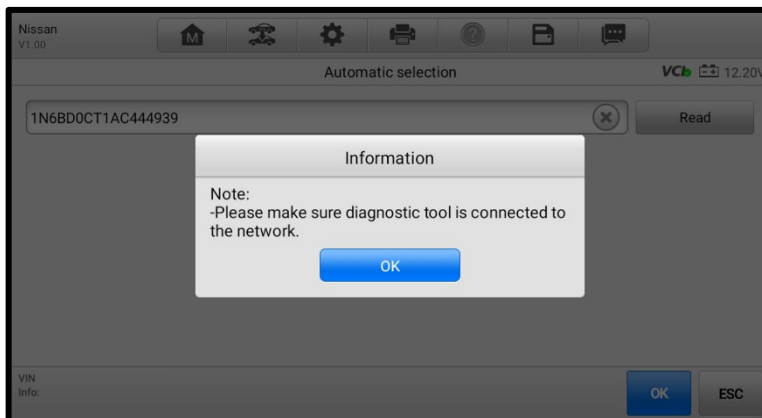 Nissan
V1.00
M
?
Automatic selection
VCI 12.20V
1N6BD0CT1AC444939
Read
Information
Note:
-Please make sure diagnostic tool is connected to
the network.
OK
VIN
Info:
OK
ESC